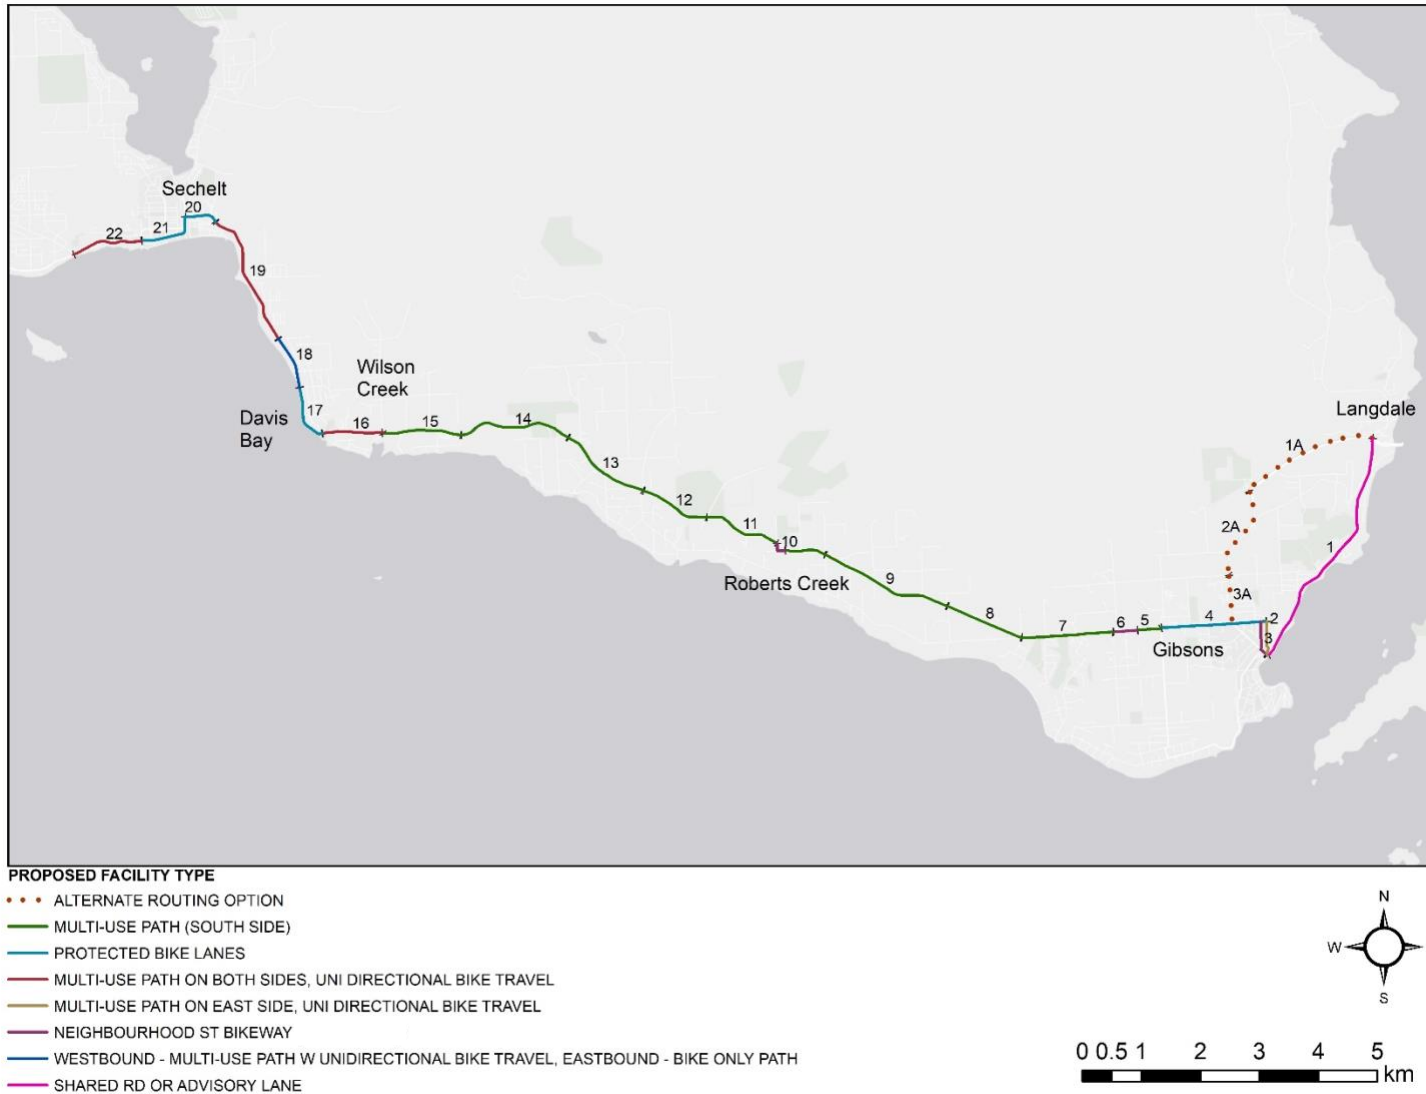 Sechelt
20
21
22
19
18
Wilson
Creek
Davis
Bay
17
16
15
14
13
12
11
10
Roberts Creek
9
8
7
6
5
4
Gibsons
Langdale
1A
2A
3A
1
2
3
PROPOSED FACILITY TYPE
ALTERNATE ROUTING OPTION
MULTI-USE PATH (SOUTH SIDE)
PROTECTED BIKE LANES
MULTI-USE PATH ON BOTH SIDES, UNI DIRECTIONAL BIKE TRAVEL
MULTI-USE PATH ON EAST SIDE, UNI DIRECTIONAL BIKE TRAVEL
NEIGHBOURHOOD ST BIKEWAY
WESTBOUND - MULTI-USE PATH W UNIDIRECTIONAL BIKE TRAVEL, EASTBOUND - BIKE ONLY PATH
SHARED RD OR ADVISORY LANE
N
W E
S
0 0.5 1 2 3 4 5
km